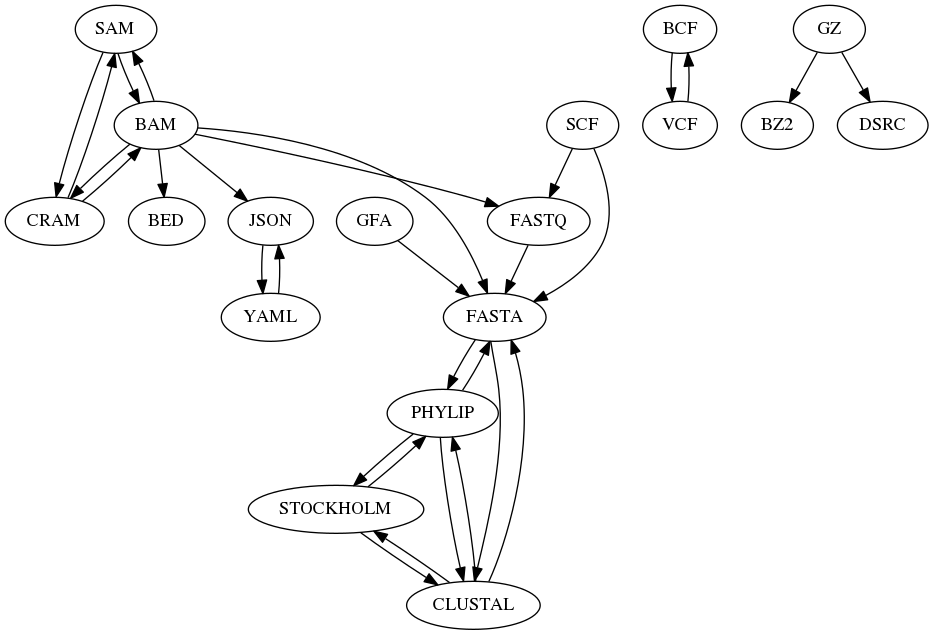 SAM
BCF
GZ
BAM
SCF
VCF
BZ2
DSRC
CRAM
BED
JSON
GFA
FASTQ
YAML
FASTA
PHYLIP
STOCKHOLM
CLUSTAL